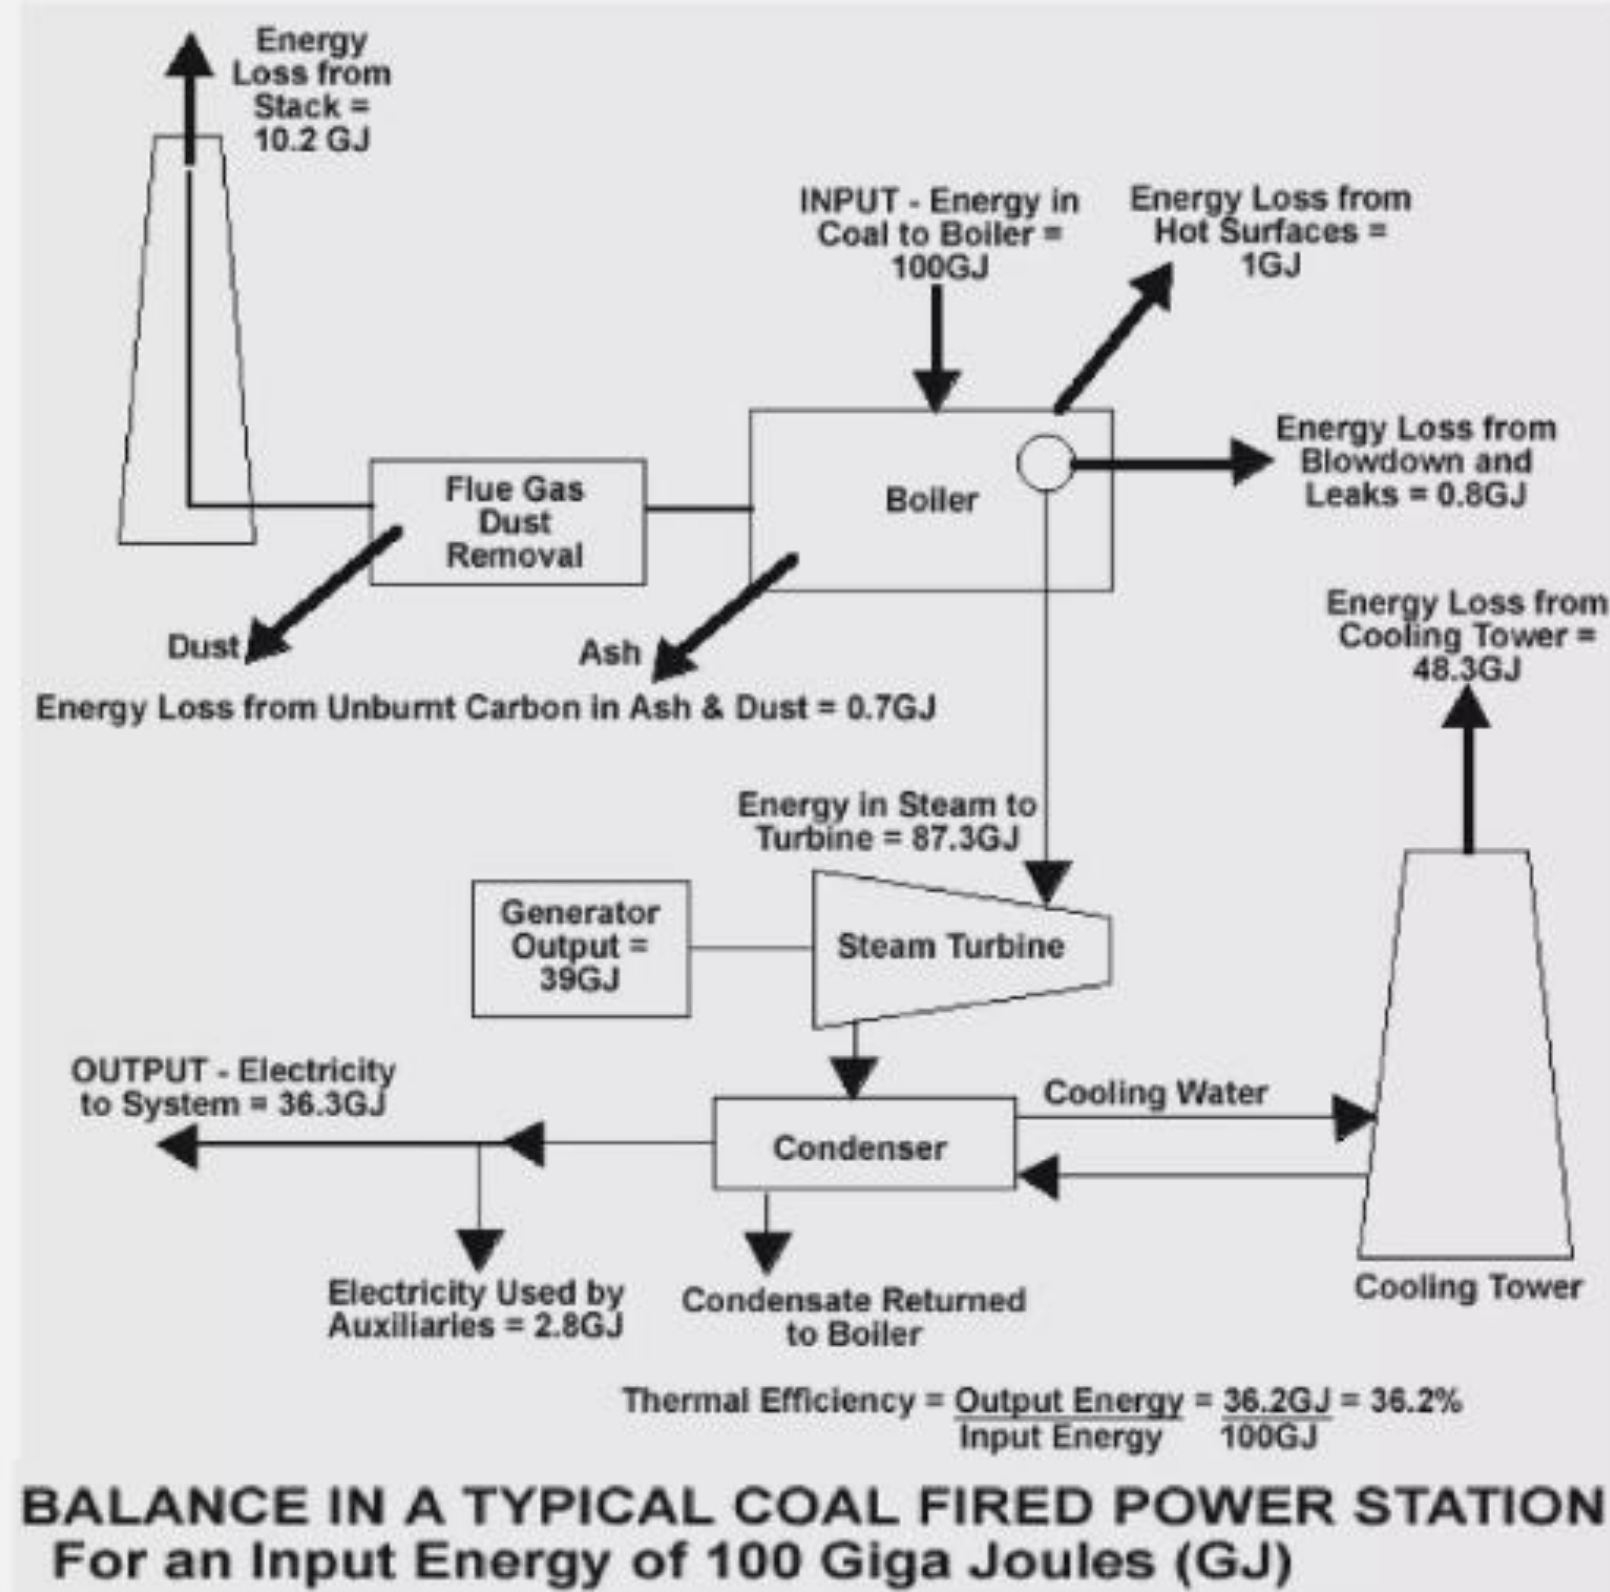 Energy
Loss from
Stack =
10.2 GJ
INPUT - Energy in
Coal to Boiler =
100GJ
Energy Loss from
Hot Surfaces =
1GJ
Energy Loss from
Blowdown and
Leaks = 0.8GJ
Flue Gas
Dust
Removal
Boiler
Dust
Ash
Energy Loss from Unburnt Carbon in Ash & Dust = 0.7GJ
Energy Loss from
Cooling Tower =
48.3GJ
Energy in Steam to
Turbine = 87.3GJ
Generator
Output =
39GJ
Steam Turbine
OUTPUT - Electricity
to System = 36.3GJ
Condenser
Cooling Water
Cooling Tower
Electricity Used by
Auxiliaries = 2.8GJ
Condensate Returned
to Boiler
Thermal Efficiency = Output Energy = 36.2GJ = 36.2%
Input Energy 100GJ
BALANCE IN A TYPICAL COAL FIRED POWER STATION
For an Input Energy of 100 Giga Joules (GJ)